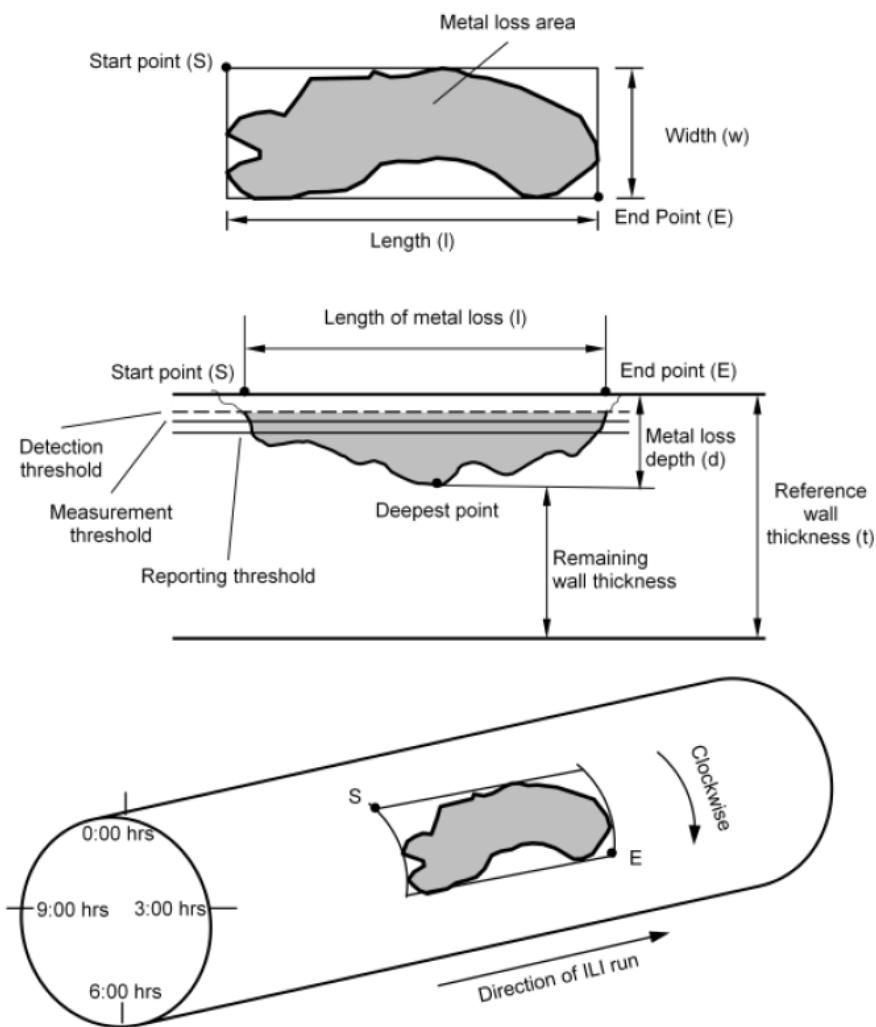 Metal loss area
Start point (S)
Width (w)
End Point (E)
Length (l)
Length of metal loss (l)
Start point (S)
End point (E)
Detection
threshold
Metal loss
depth (d)
Measurement
threshold
Deepest point
Reference
wall
thickness (t)
Reporting threshold
Remaining
wall thickness
S
Clockwise
0:00 hrs
E
9:00 hrs
3:00 hrs
6:00 hrs
Direction of ILI run